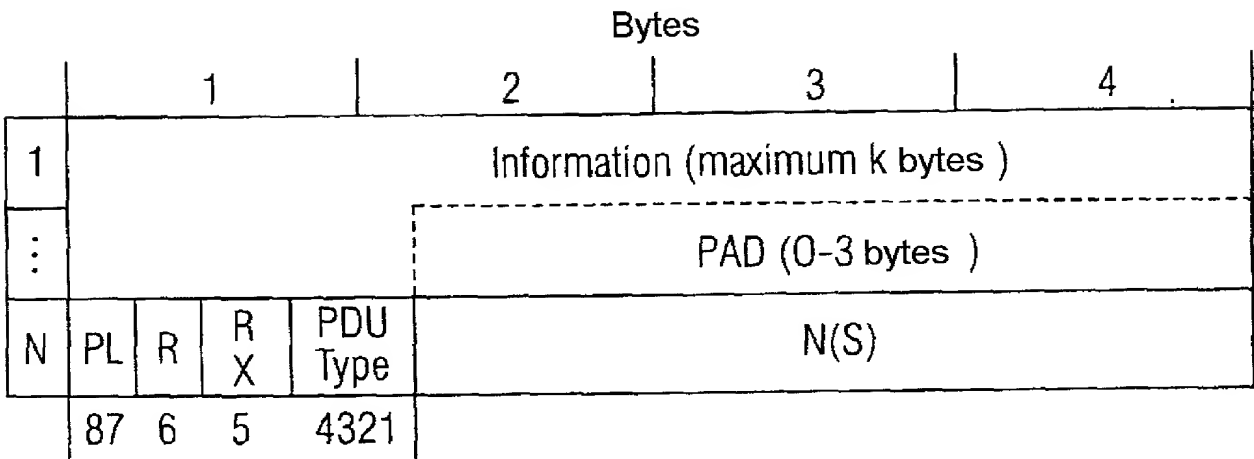 Bytes
1 2 3 4
1 Information (maximum k bytes )
⋮ PAD (0-3 bytes )
N PL R R X PDU Type N(S)
87 6 5 4321